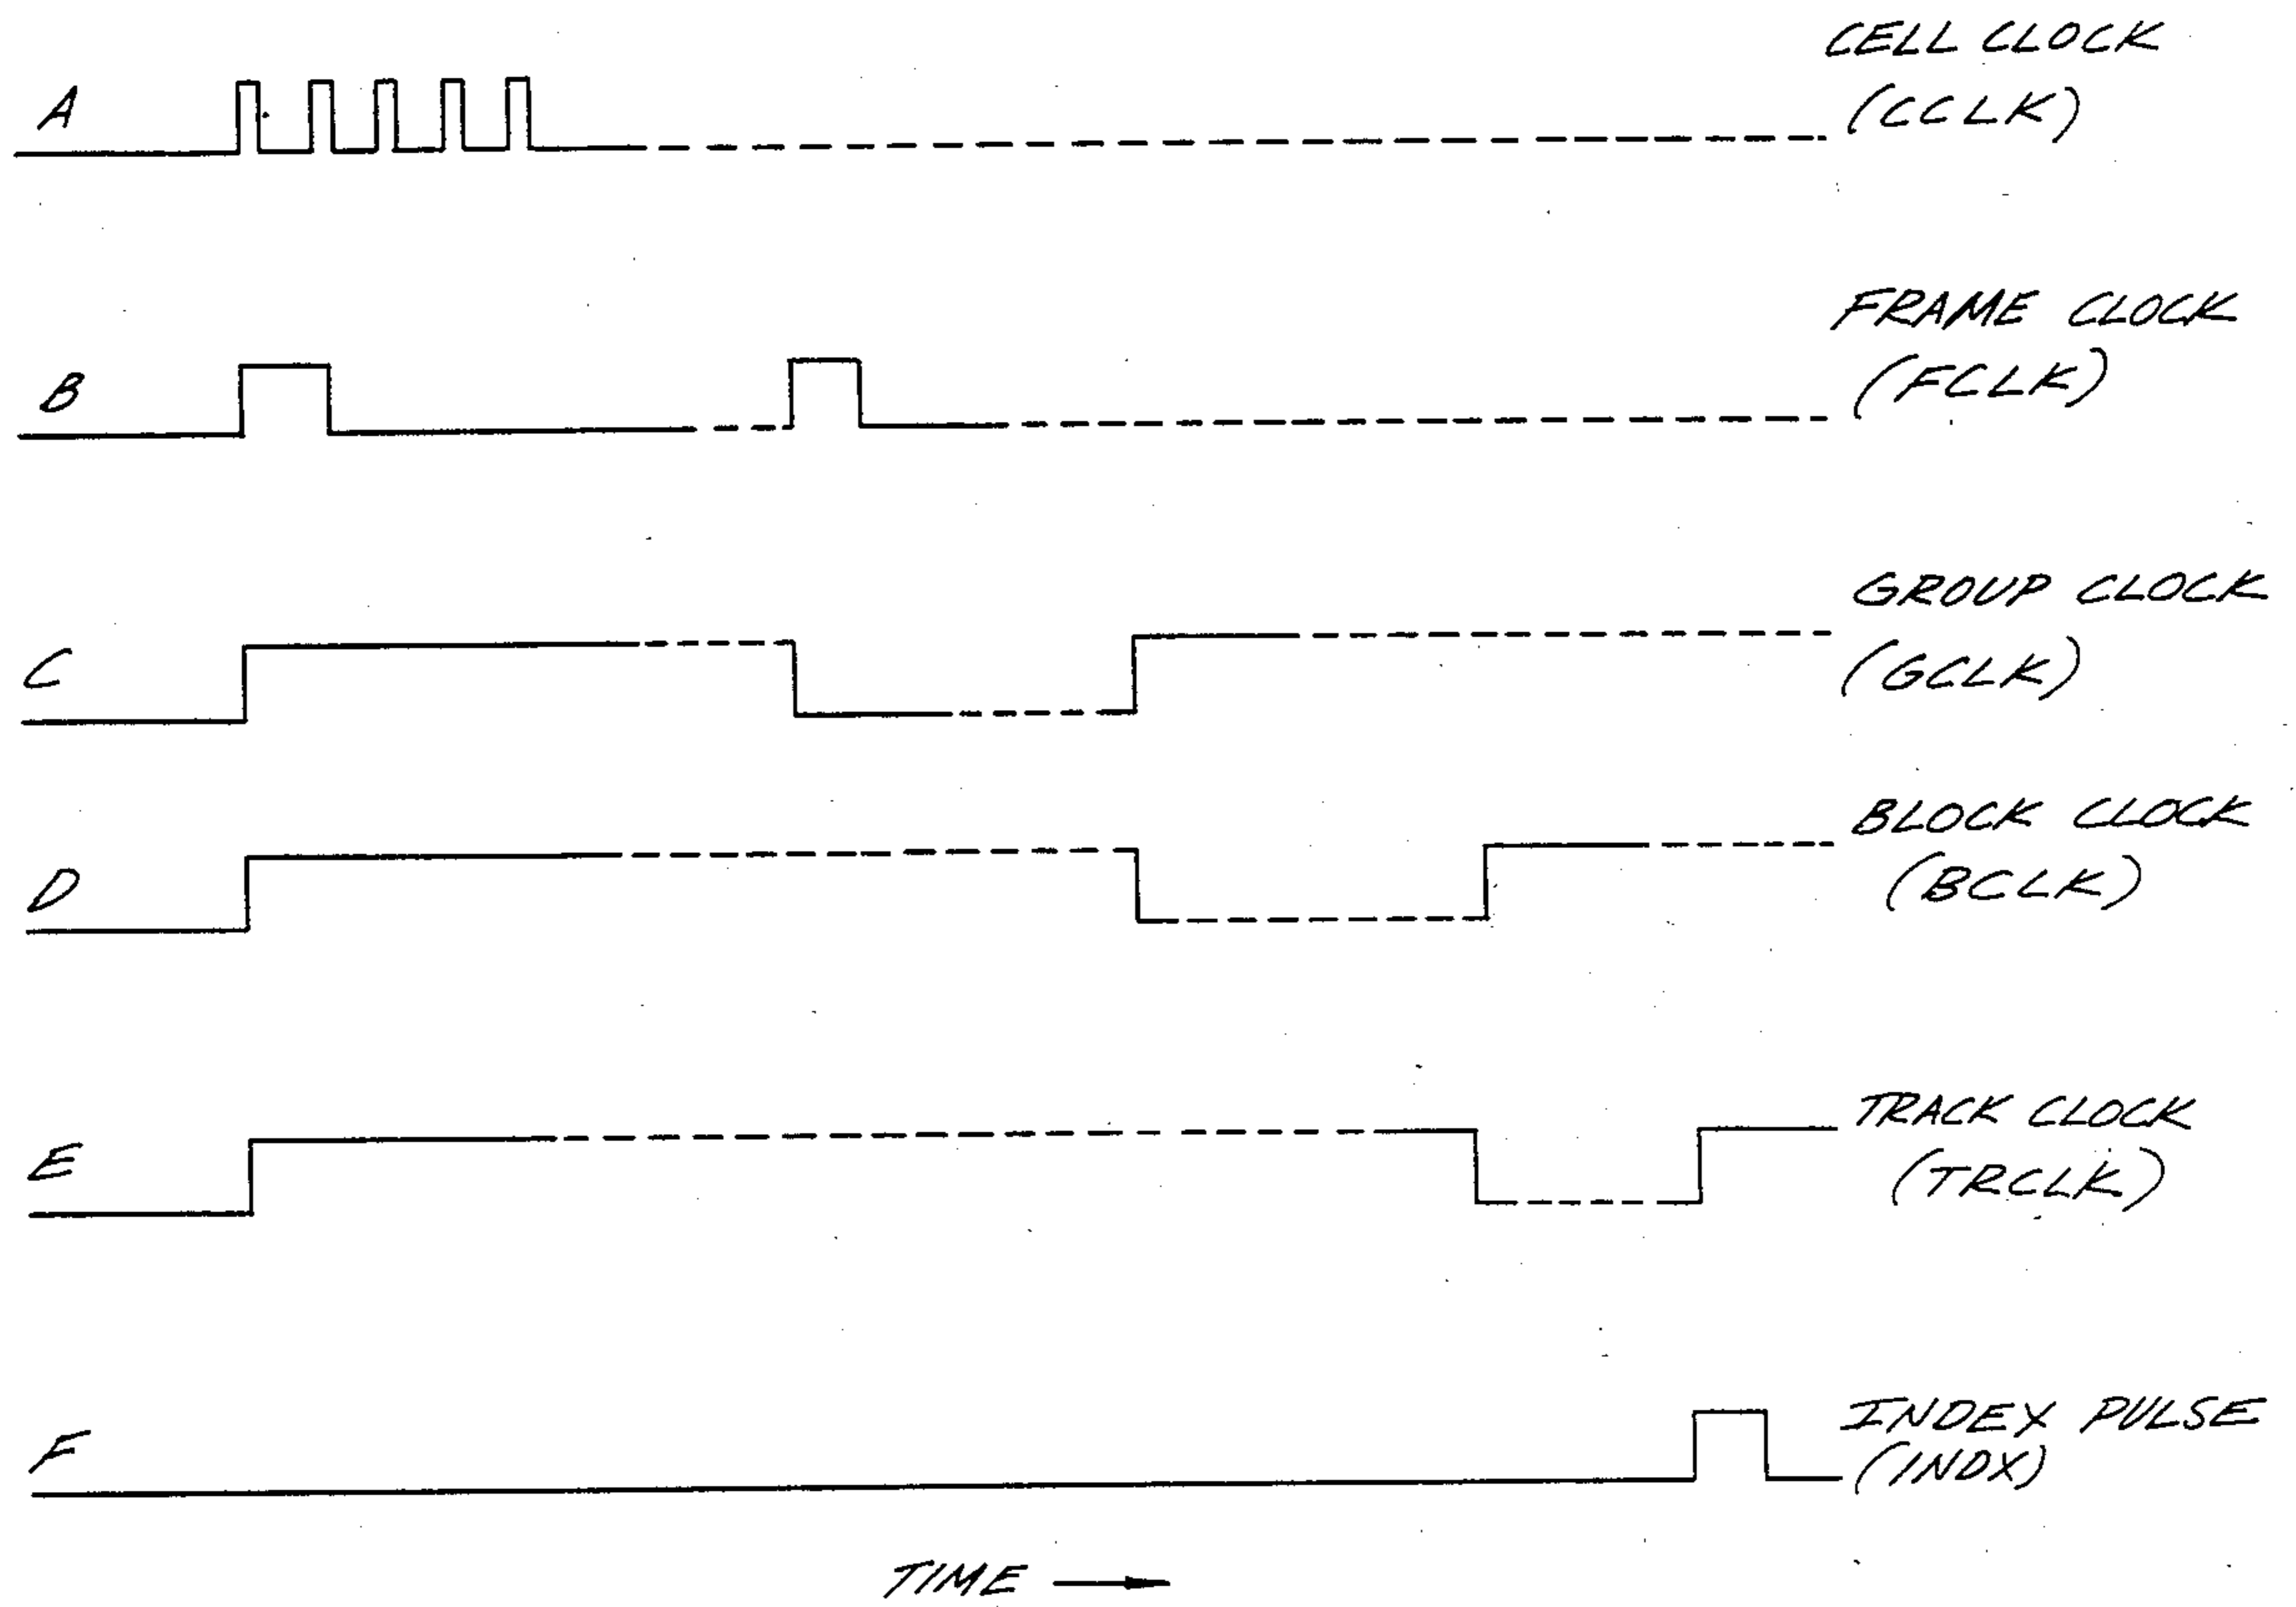 CELL CLOCK
A
(CCLK)
FRAME CLOCK
B
(FCLK)
GROUP CLOCK
C
(GCLK)
BLOCK CLOCK
D
(BCLK)
TRACK CLOCK
E
(TRCLK)
INDEX PULSE
F
(INDX)
TIME